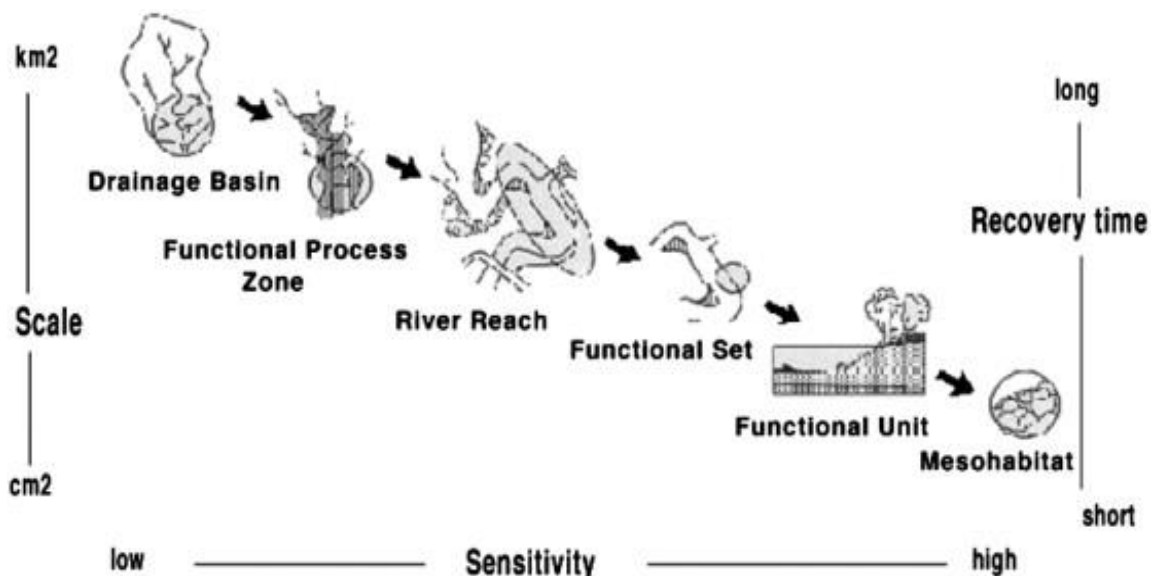 km2
long
Drainage Basin
Recovery time
Functional Process
Zone
River Reach
Scale
Functional Set
Functional Unit
Mesohabitat
cm2
short
low
Sensitivity
high